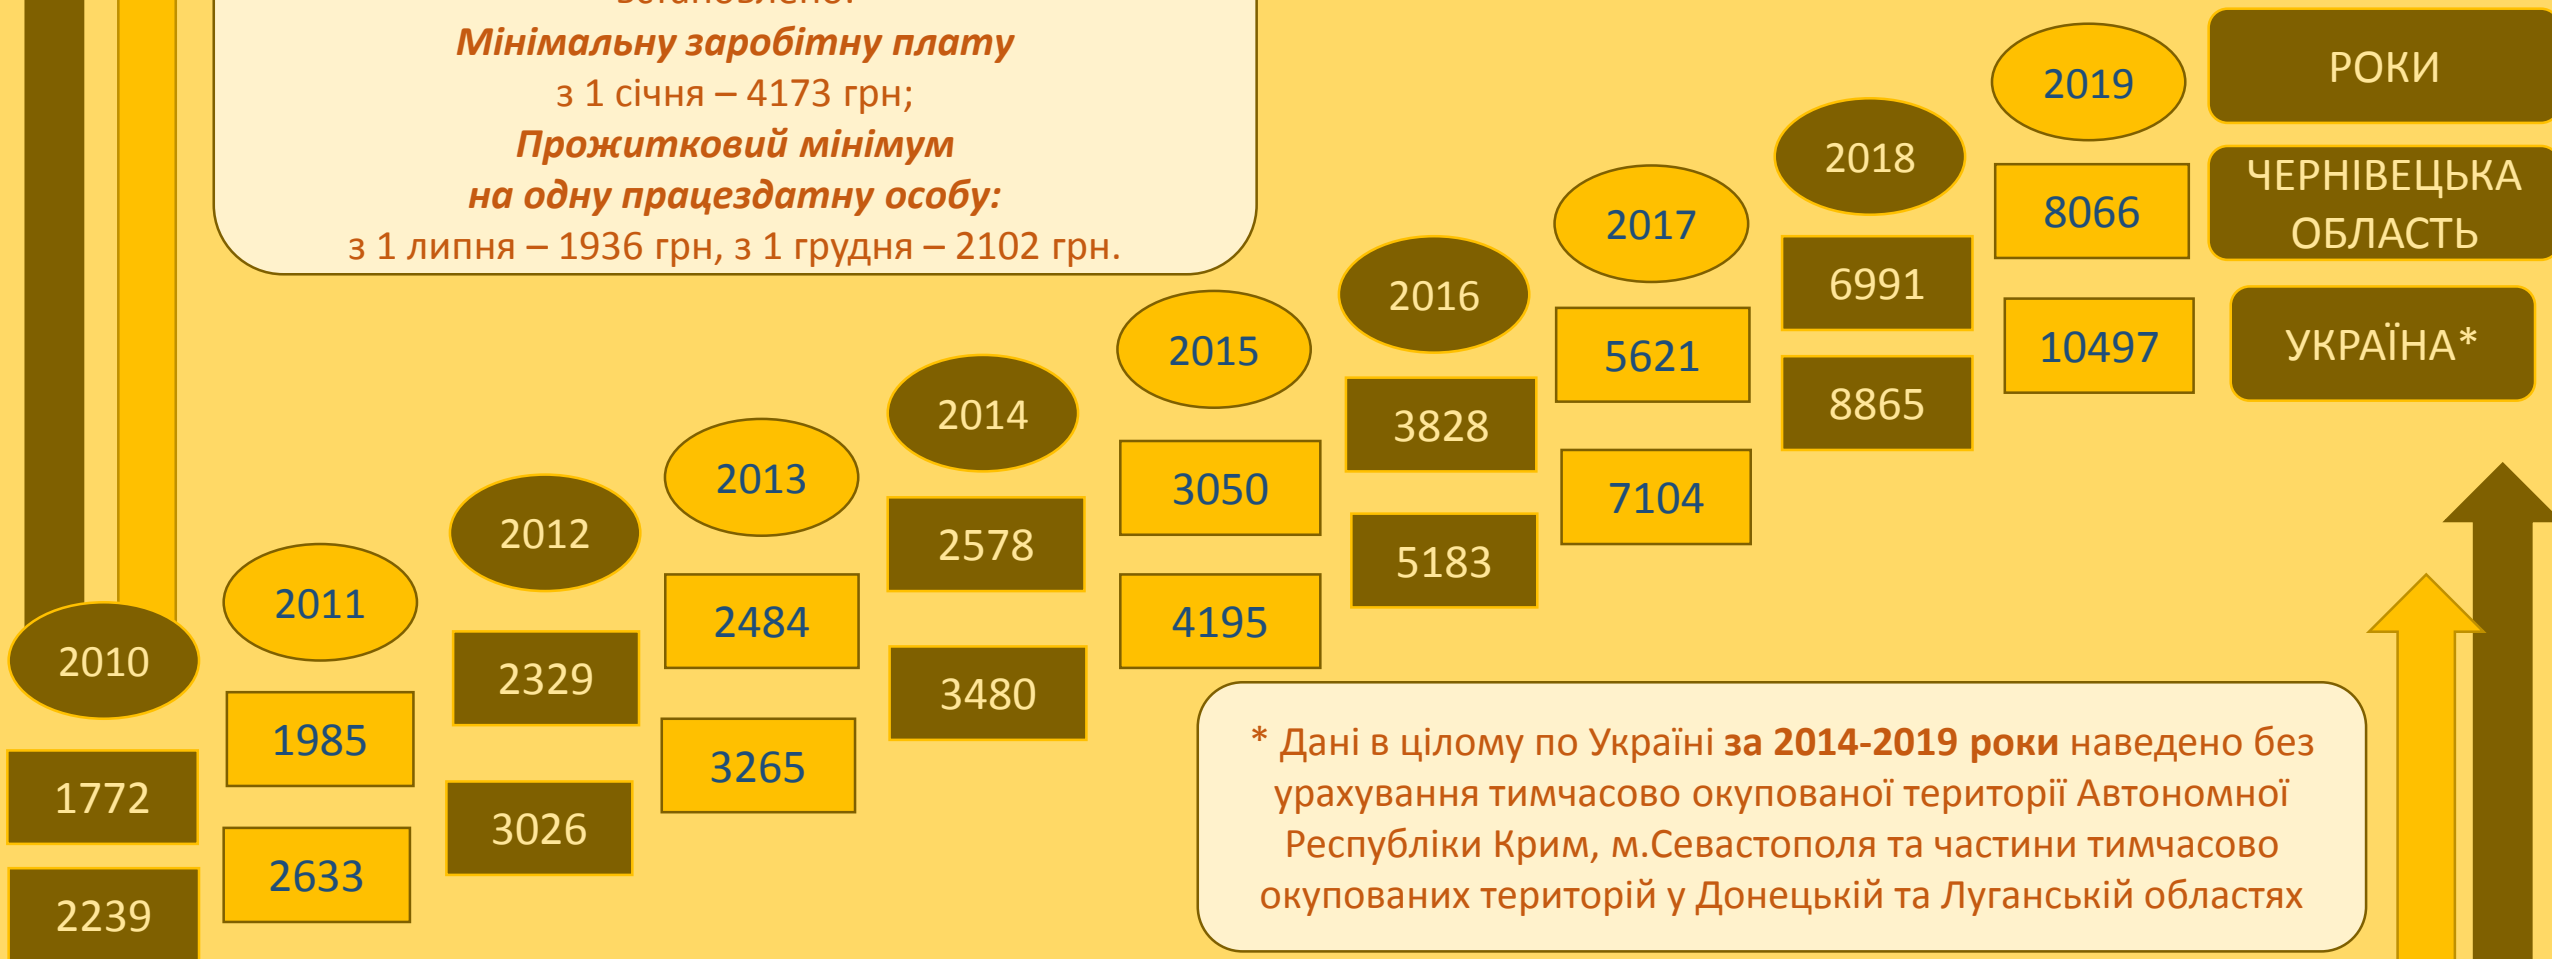 встановлено:
Мінімальну заробітну плату
з 1 січня – 4173 грн;
Прожитковий мінімум
на одну працездатну особу:
з 1 липня – 1936 грн, з 1 грудня – 2102 грн.
РОКИ
ЧЕРНІВЕЦЬКА
ОБЛАСТЬ
УКРАЇНА*
2010
1772
2239
2011
1985
2633
2012
2329
3026
2013
2484
3265
2014
2578
3480
2015
3050
4195
2016
3828
5183
2017
5621
7104
2018
6991
8865
2019
8066
10497
* Дані в цілому по Україні за 2014-2019 роки наведено без
урахування тимчасово окупованої території Автономної
Республіки Крим, м.Севастополя та частини тимчасово
окупованих територій у Донецькій та Луганській областях